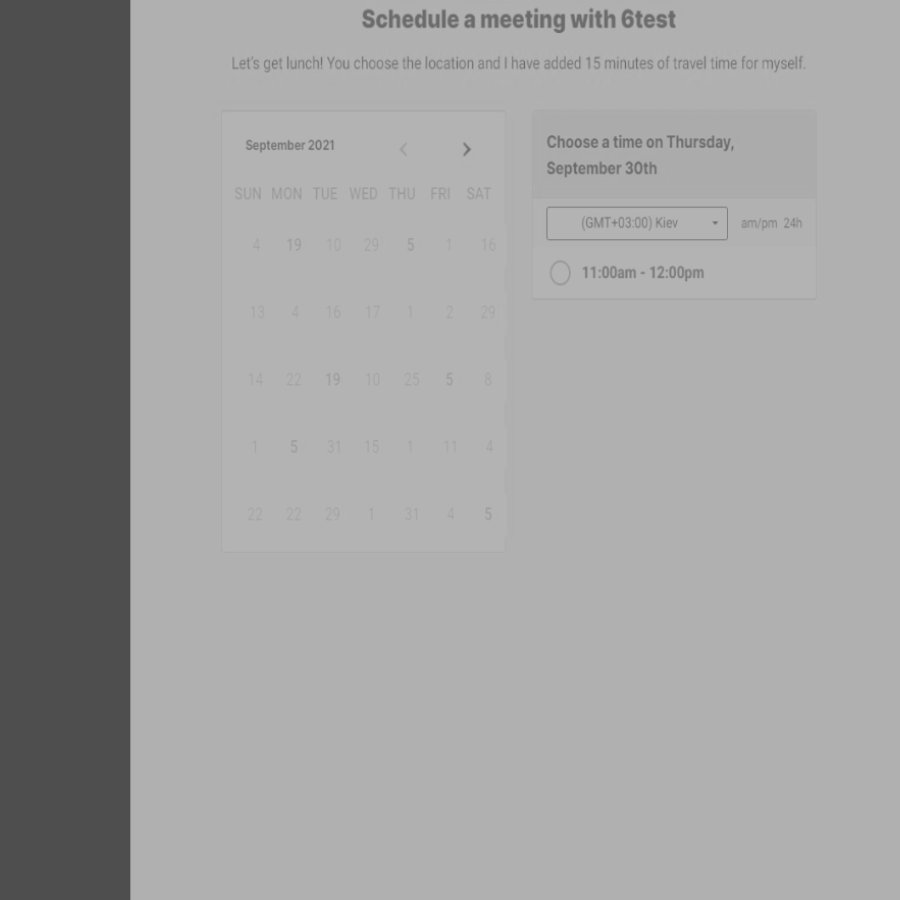 Schedule a meeting with 6test
Let's get lunch! You choose the location and I have added 15 minutes of travel time for myself.
September 2021
SUN MON TUE WED THU FRI SAT
4 19 10 29 5 1 16
13 4 16 17 1 2 29
14 22 19 10 25 5 8
1 5 31 15 1 11 4
22 22 29 1 31 4 5
Choose a time on Thursday,
September 30th
(GMT+03:00) Kiev am/pm 24h
11:00am - 12:00pm